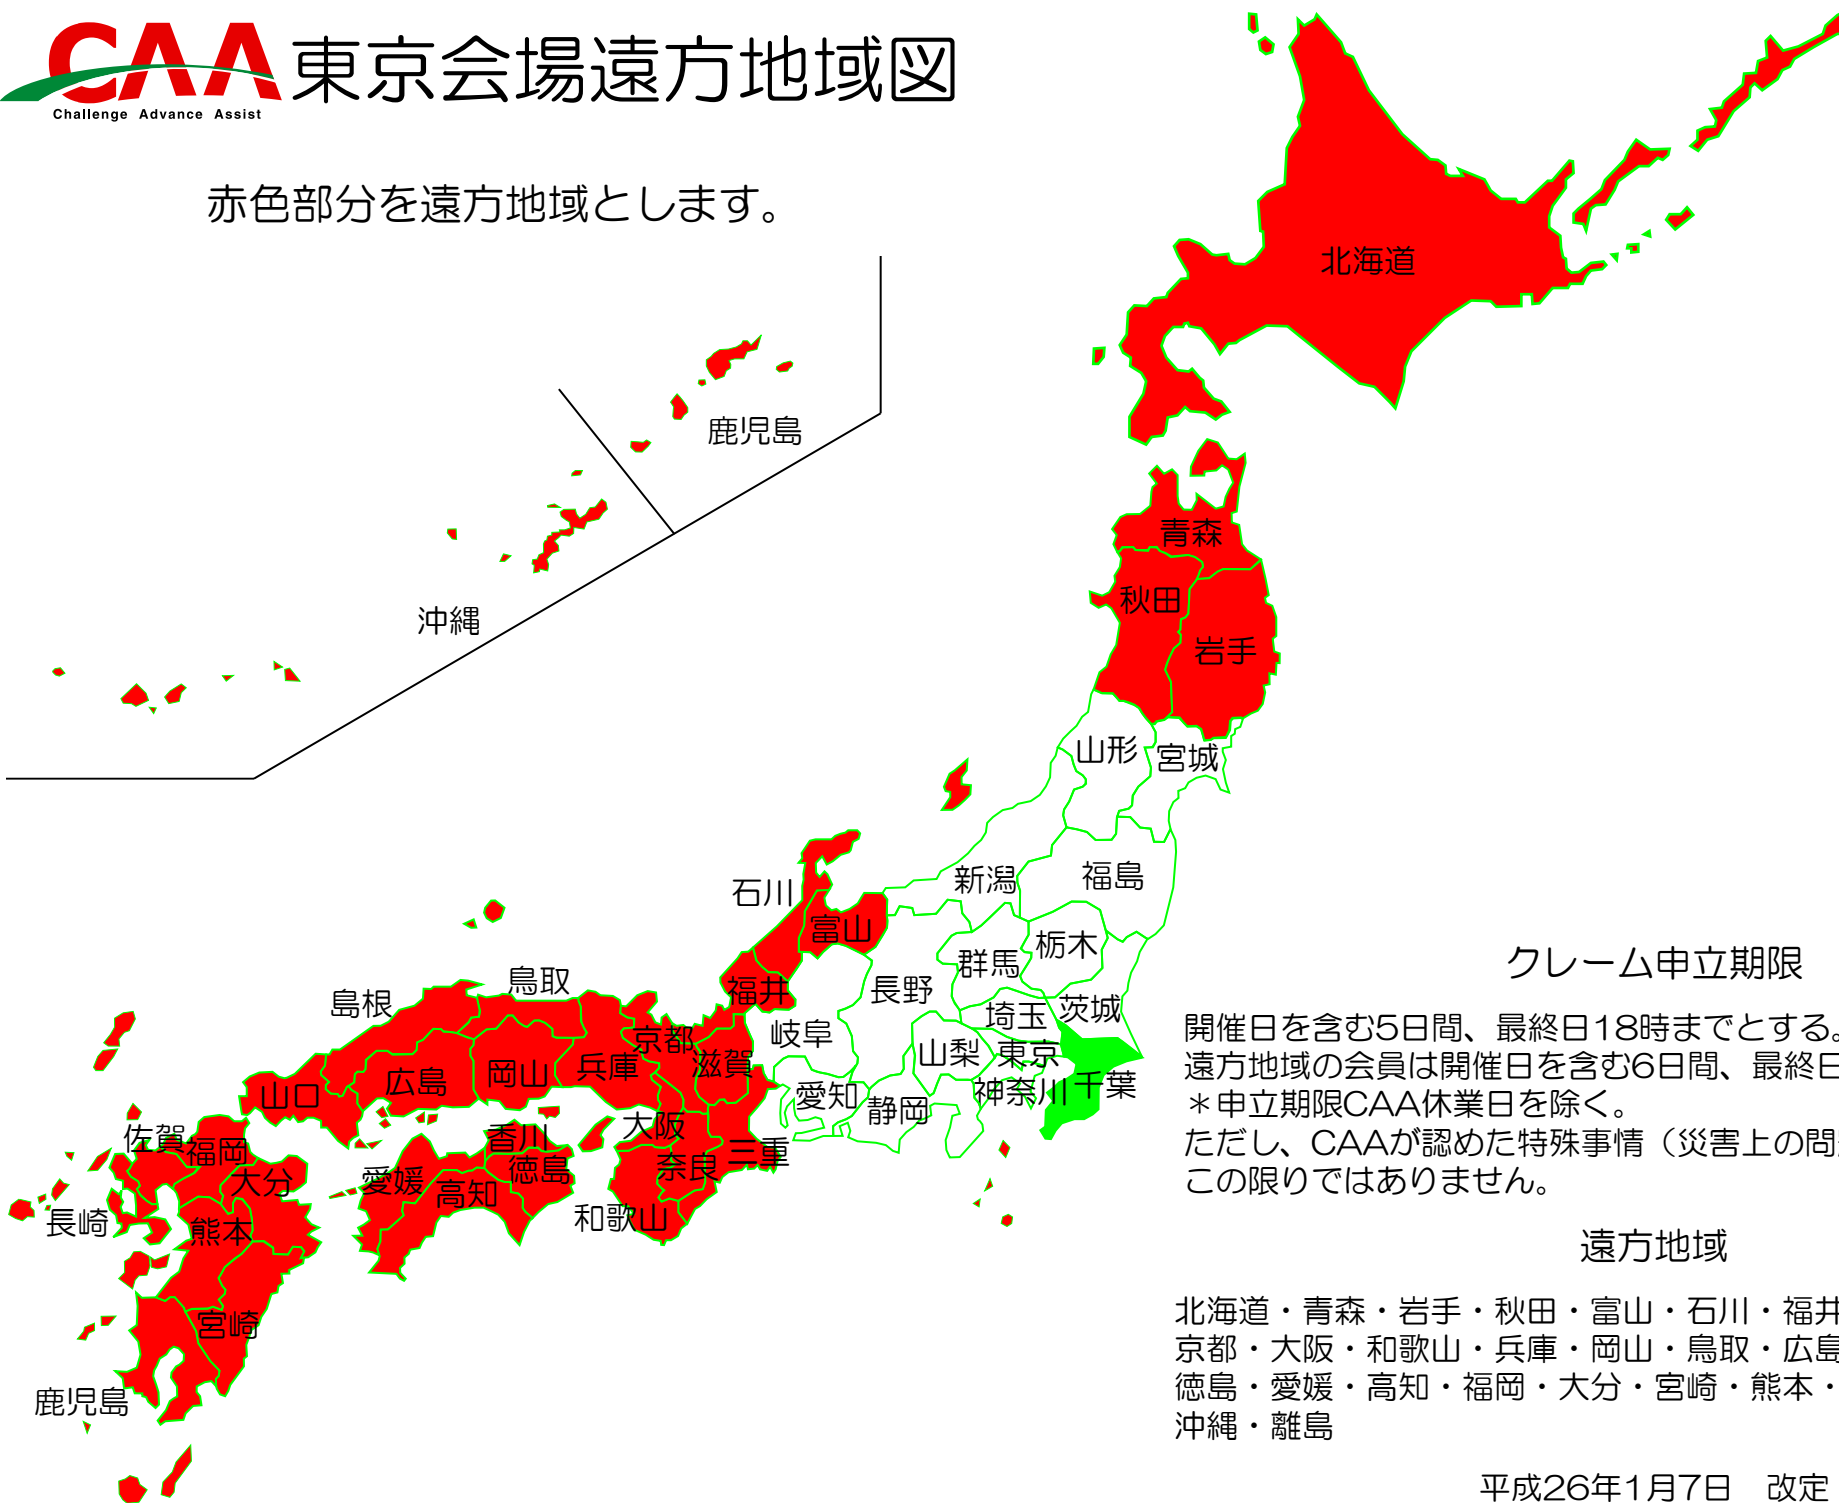 CAA
Challenge Advance Assist
東京会場遠方地域図
赤色部分を遠方地域とします。
北海道
鹿児島
沖縄
青森
秋田
岩手
山形
宮城
石川
富山
新潟
福島
福井
長野
群馬
栃木
鳥取
島根
岐阜
埼玉
茨城
京都
滋賀
山梨
東京
山口
広島
岡山
兵庫
愛知
静岡
神奈川
千葉
佐賀
福岡
香川
大阪
奈良
三重
大分
愛媛
高知
徳島
長崎
熊本
和歌山
宮崎
鹿児島
クレーム申立期限
開催日を含む5日間、最終日18時までとする。
遠方地域の会員は開催日を含む6日間、最終日
＊申立期限CAA休業日を除く。
ただし、CAAが認めた特殊事情（災害上の問
この限りではありません。
遠方地域
北海道・青森・岩手・秋田・富山・石川・福井
京都・大阪・和歌山・兵庫・岡山・鳥取・広島
徳島・愛媛・高知・福岡・大分・宮崎・熊本・
沖縄・離島
平成26年1月7日　改定